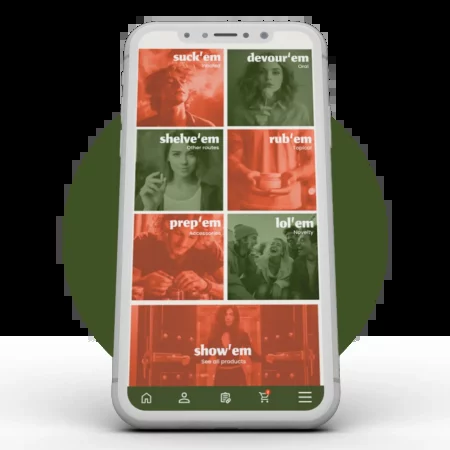 suck'em
Inhaled
devour'em
Oral
shelve'em
Other routes
rub'em
Topical
prep'em
Accessories
lol'em
Novelty
show'em
See all products